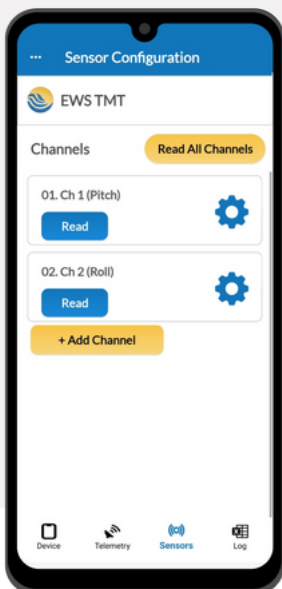 ... Sensor Configuration
EWS TMT
Channels Read All Channels
01. Ch 1 (Pitch)
Read
02. Ch 2 (Roll)
Read
+ Add Channel
Device Telemetry Sensors Log